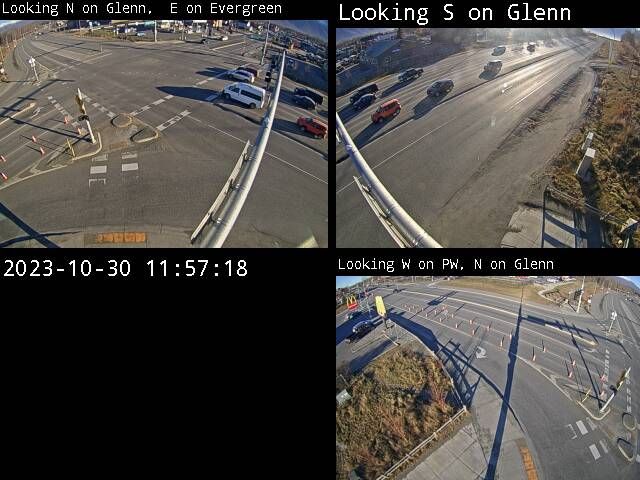 Looking N on Glenn, E on Evergreen
Looking S on Glenn
2023-10-30 11:57:18
Looking W on PW, N on Glenn